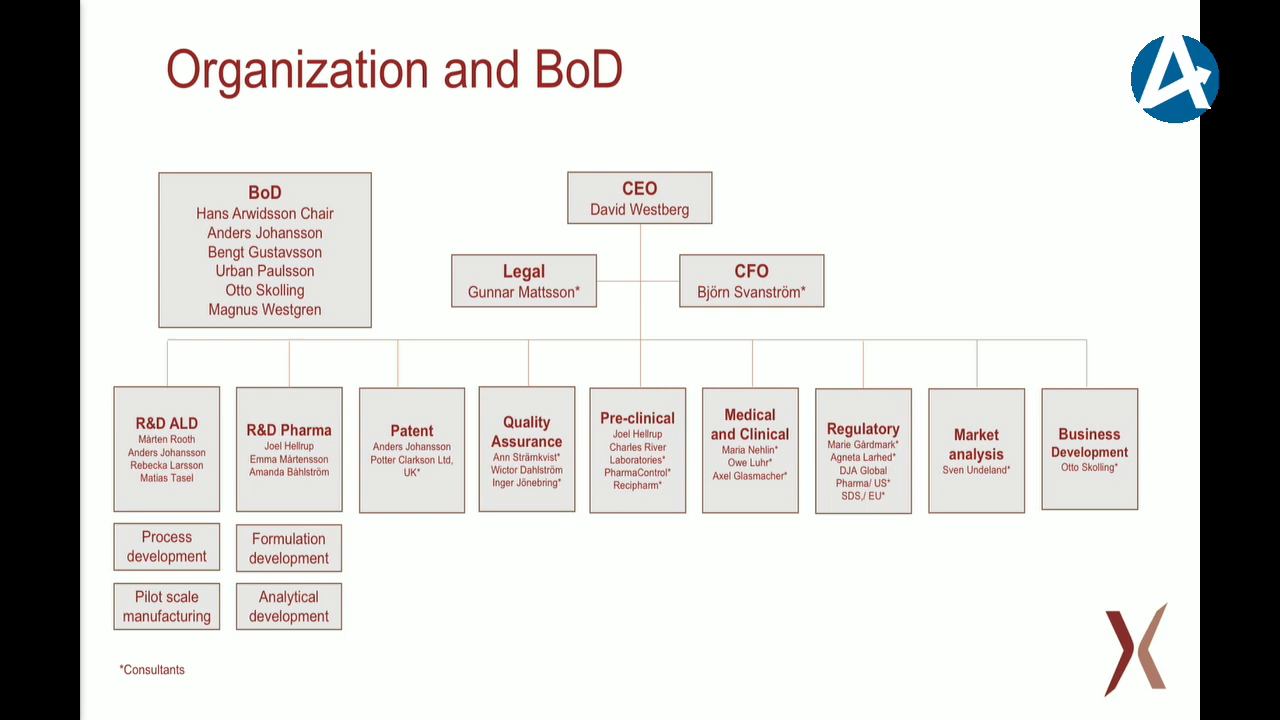 Organization and BoD
BoD
Hans Arwidsson Chair
Anders Johansson
Bengt Gustavsson
Urban Paulsson
Otto Skolling
Magnus Westgren
CEO
David Westberg
Legal
Gunnar Mattsson*
CFO
Björn Svanström*
R&D ALD
Mårten Rooth
Anders Johansson
Rebecka Larsson
Matias Tasel
R&D Pharma
Joel Hellrup
Emma Mårtensson
Amanda Båhlström
Patent
Anders Johansson
Potter Clarkson Ltd,
UK*
Quality
Assurance
Ann Strärnkvist*
Wictor Dahlström
Inger Jönebring*
Pre-clinical
Joel Hellrup
Charles River
Laboratories*
PharmaControl*
Recipharm*
Medical
and Clinical
Maria Nehlin*
Owe Luhr*
Axel Glasmacher*
Regulatory
Marie Gårdmark*
Agneta Larhed*
DJA Global
Pharma/ US*
SDS,/ EU*
Market
analysis
Sven Undeland*
Business
Development
Otto Skolling*
Process
development
Formulation
development
Pilot scale
manufacturing
Analytical
development
*Consultants